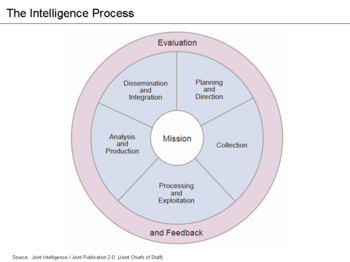 The Intelligence Process
Evaluation
Dissemination
and
Integration
Planning
and
Direction
Analysis
and
Production
Mission
Collection
Processing
and
Exploitation
and Feedback
Source: Joint Intelligence / Joint Publication 2-0 (Joint Chiefs of Staff)